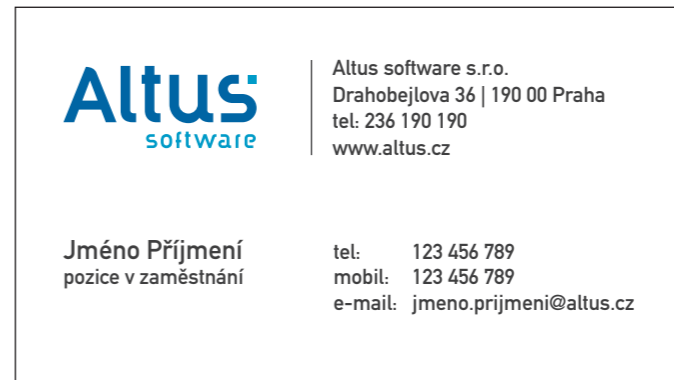 Altus
software
Altus software s.r.o.
Drahobejlova 36 | 190 00 Praha
tel: 236 190 190
www.altus.cz
Jméno Příjmení
pozice v zaměstnání
tel: 123 456 789
mobil: 123 456 789
e-mail: jmeno.prijmeni@altus.cz